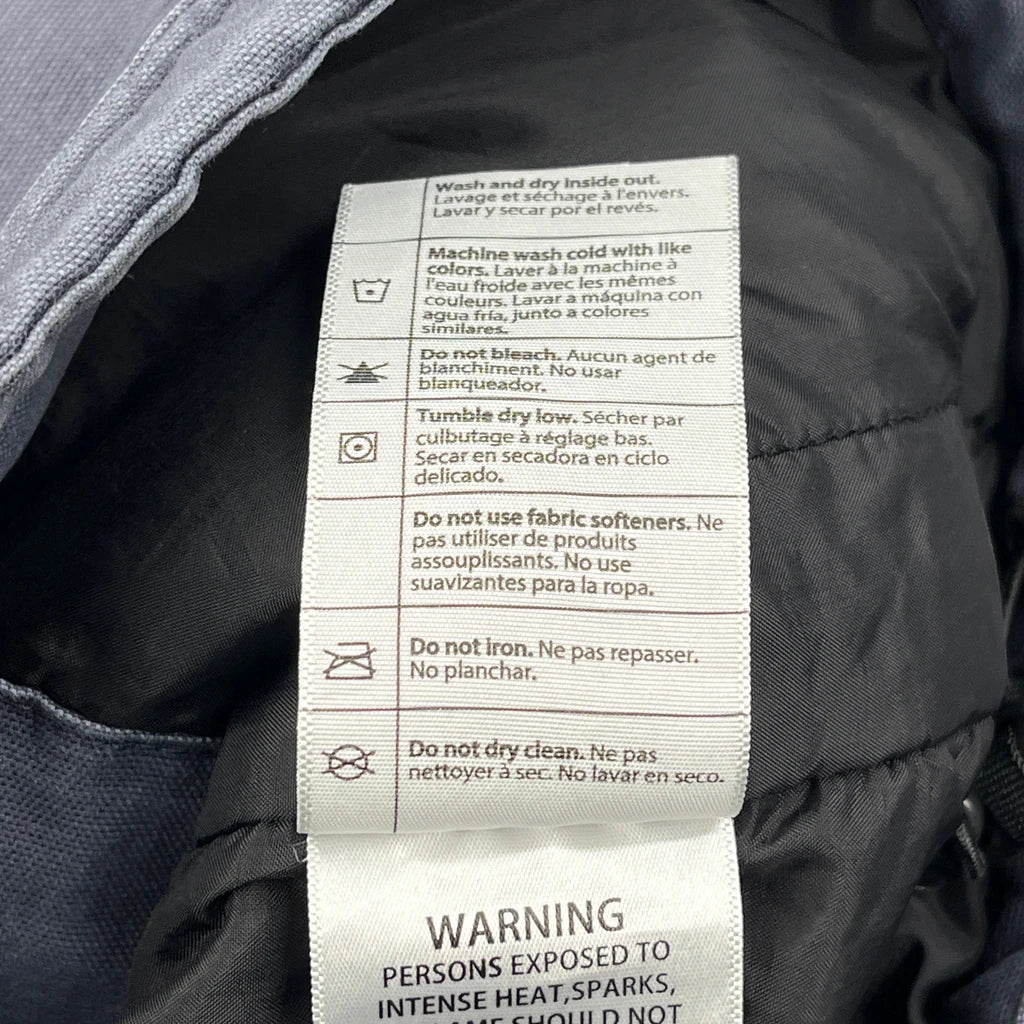 Wash and dry inside out.
Lavage et séchage à l'envers.
Lavar y secar por el revés.
Machine wash cold with like
colors. Laver à la machine à
l'eau froide avec les mêmes
couleurs. Lavar a máquina con
agua fría, junto a colores
similares.
Do not bleach. Aucun agent de
blanchiment. No usar
blanqueador.
Tumble dry low. Sécher par
culbutage à réglage bas.
Secar en secadora en ciclo
delicado.
Do not use fabric softeners. Ne
pas utiliser de produits
assouplissants. No use
suavizantes para la ropa.
Do not iron. Ne pas repasser.
No planchar.
Do not dry clean. Ne pas
nettoyer à sec. No lavar en seco.
WARNING
PERSONS EXPOSED TO
INTENSE HEAT,SPARKS,
SHOULD NOT